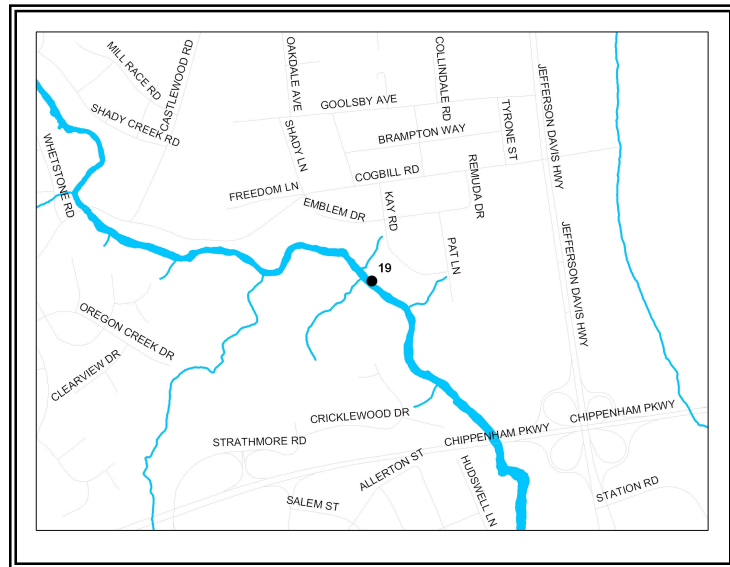 MILL RACE RD
CASTLEWOOD RD
OAKDALE AVE
COLLINDALE RD
JEFFERSON DAVIS HWY
SHADY CREEK RD
GOOLSBY AVE
TYRONE ST
WHETSTONE RD
SHADY LN
BRAMPTON WAY
COGBILL RD
REMUDA DR
FREEDOM LN
EMBLEM DR
KAY RD
PAT LN
JEFFERSON DAVIS HWY
19
OREGON CREEK DR
CLEARVIEW DR
CRICKLEWOOD DR
CHIPPENHAM PKWY
STRATHMORE RD
CHIPPENHAM PKWY
ALLERTON ST
HUDSWELL LN
STATION RD
SALEM ST